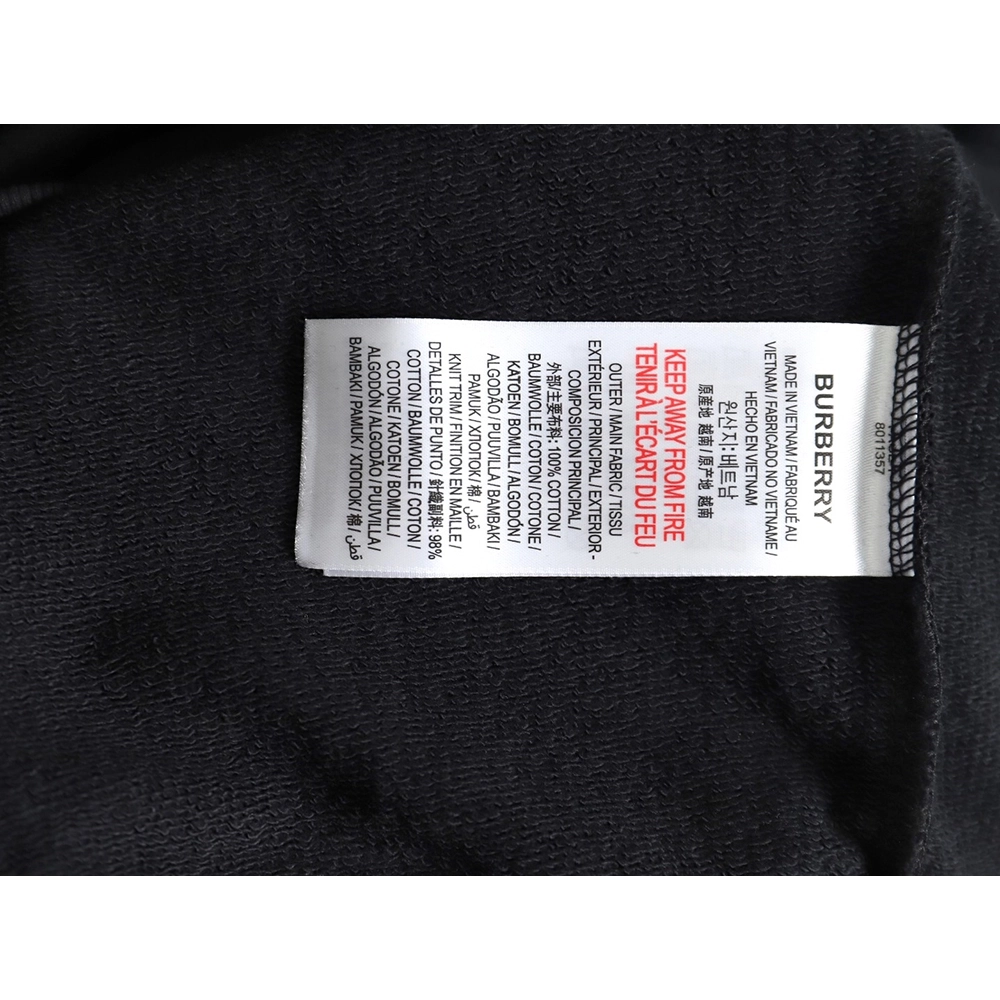 8011357
BURBERRY
MADE IN VIETNAM / FABRIQUÉ AU
VIETNAM / FABRICADO NO VIETNAME /
HECHO EN VIETNAM
원산지: 베트남
原産地 越南 / 原产地 越南
KEEP AWAY FROM FIRE
TENIR À L'ÉCART DU FEU
OUTER / MAIN FABRIC / TISSU
EXTÉRIEUR / PRINCIPAL / EXTERIOR -
COMPOSICION PRINCIPAL /
外部/主要布料: 100% COTTON /
BAUMWOLLE / COTON / COTONE /
KATOEN / BOMULL / ALGODÓN /
ALGODÃO / PUUVILLA / BAMBAKI /
PAMUK / ХЛОПОК / 棉 / قطن
KNIT TRIM / FINITION EN MAILLE /
DETALLES DE PUNTO / 針織副料: 98%
COTTON / BAUMWOLLE / COTON /
COTONE / KATOEN / BOMULL /
ALGODÓN / ALGODÃO / PUUVILLA /
BAMBAKI / PAMUK / ХЛОПОК / 棉 / قطن